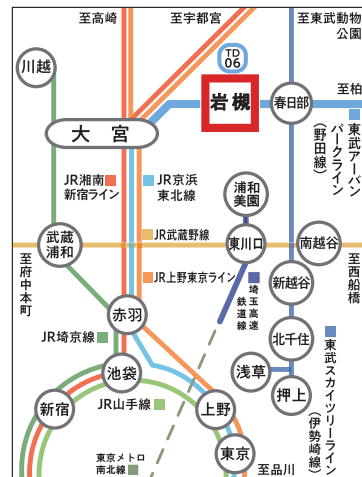 至高崎
至宇都宮
至東武動物
公園
川越
TD
06
岩槻
春日部
至柏
大宮
東武アーバン
パークライン
(野田線)
JR湘南
新宿ライン
JR京浜
東北線
浦和
美園
JR武蔵野線
武蔵
浦和
東川口
南越谷
至府中本町
JR上野東京ライン
埼玉高速
鉄道線
新越谷
至西船橋
赤羽
JR埼京線
北千住
池袋
浅草
押上
東武スカイツリーライン
(伊勢崎線)
新宿
JR山手線
上野
東京メトロ
南北線
東京
至品川